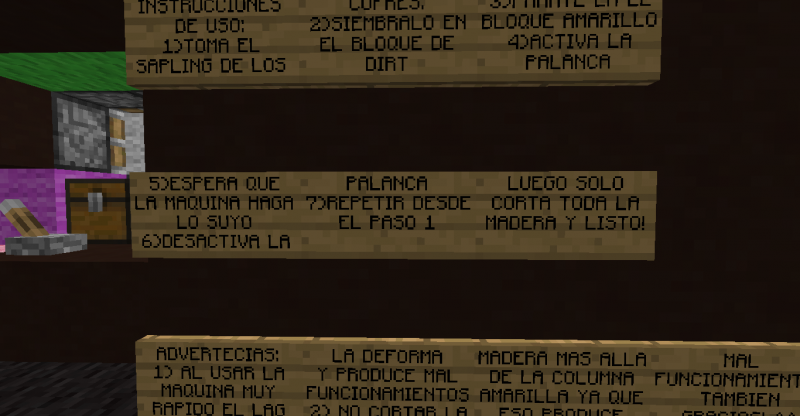 INSTRUCCIONES
DE USO:
1)TOMA EL
SAPLING DE LOS
COFRES.
2)SIEMBRALO EN
EL BLOQUE DE
DIRT
EN EL
BLOQUE AMARILLO
4)ACTIVA LA
PALANCA
5)ESPERA QUE
LA MAQUINA HAGA
LO SUYO
6)DESACTIVA LA
PALANCA
7)REPETIR DESDE
EL PASO 1
LUEGO SOLO
CORTA TODA LA
MADERA Y LISTO!
ADVERTECIAS:
1) AL USAR LA
MAQUINA MUY
RAPIDO EL LAG
LA DEFORMA
Y PRODUCE MAL
FUNCIONAMIENTOS
2) NO CORTAR LA
MADERA MAS ALLA
DE LA COLUMNA
AMARILLA YA QUE
ESO PRODUCE
MAL
FUNCIONAMIENT
TAMBIEN